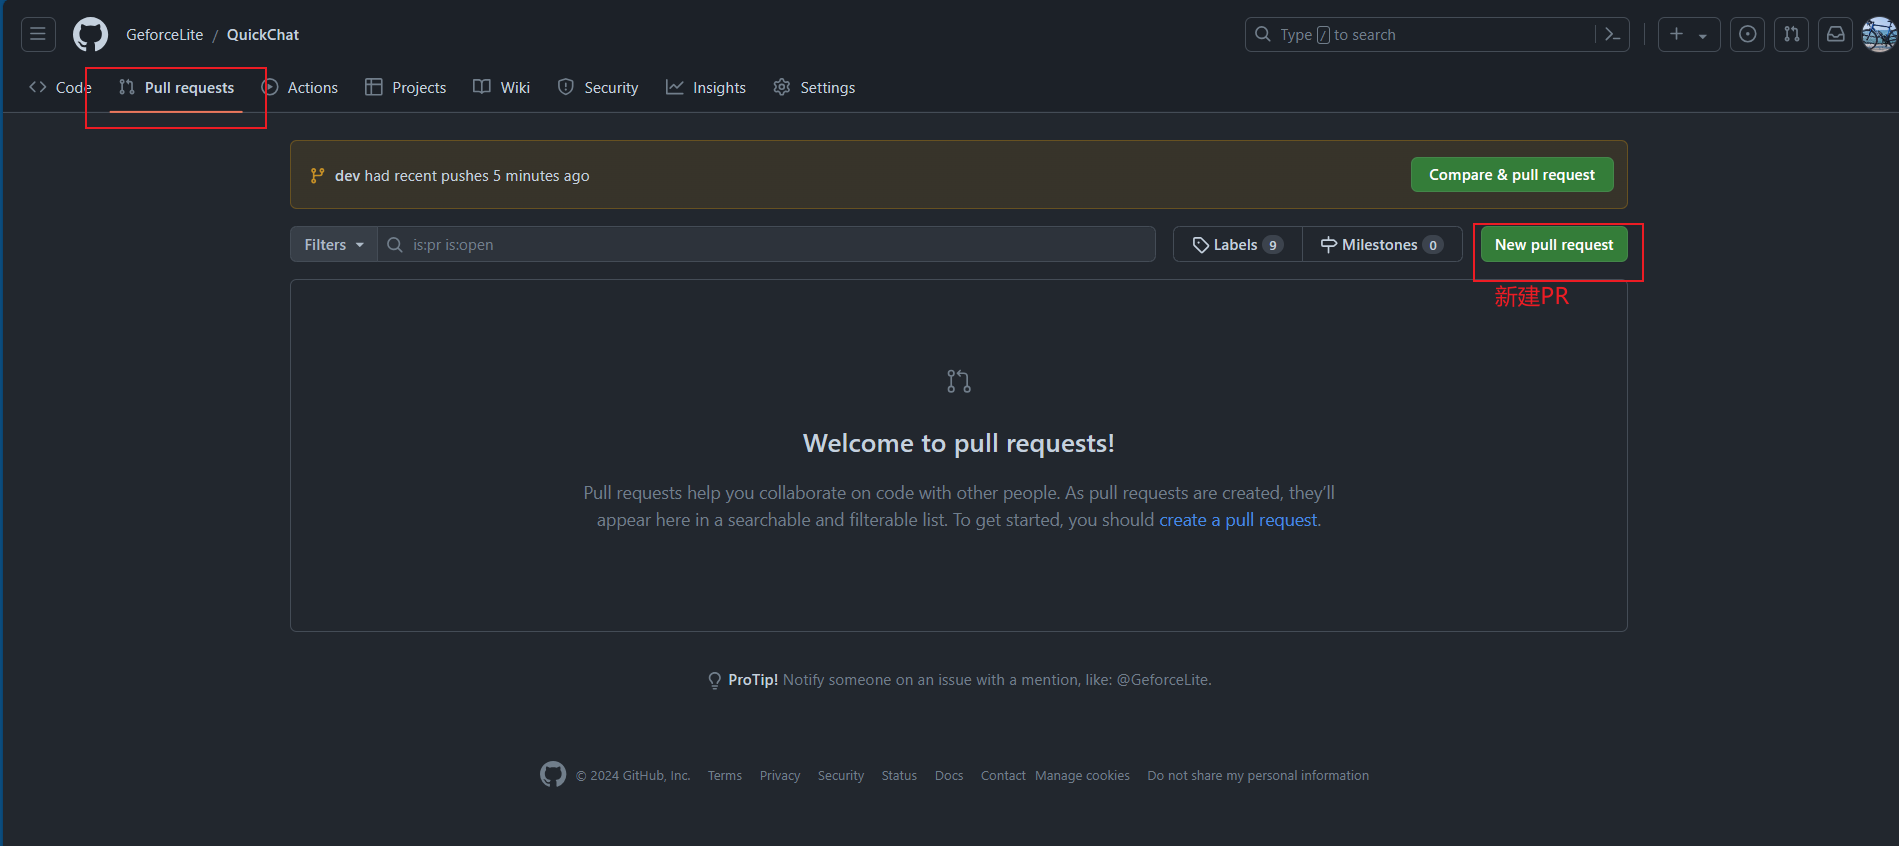 GeforceLite / QuickChat
Type / to search
Code Pull requests Actions Projects Wiki Security Insights Settings
dev had recent pushes 5 minutes ago
Compare & pull request
Filters is:pr is:open
Labels 9 Milestones 0
New pull request
新建PR
Welcome to pull requests!
Pull requests help you collaborate on code with other people. As pull requests are created, they’ll
appear here in a searchable and filterable list. To get started, you should create a pull request.
ProTip! Notify someone on an issue with a mention, like: @GeforceLite.
© 2024 GitHub, Inc. Terms Privacy Security Status Docs Contact Manage cookies Do not share my personal information